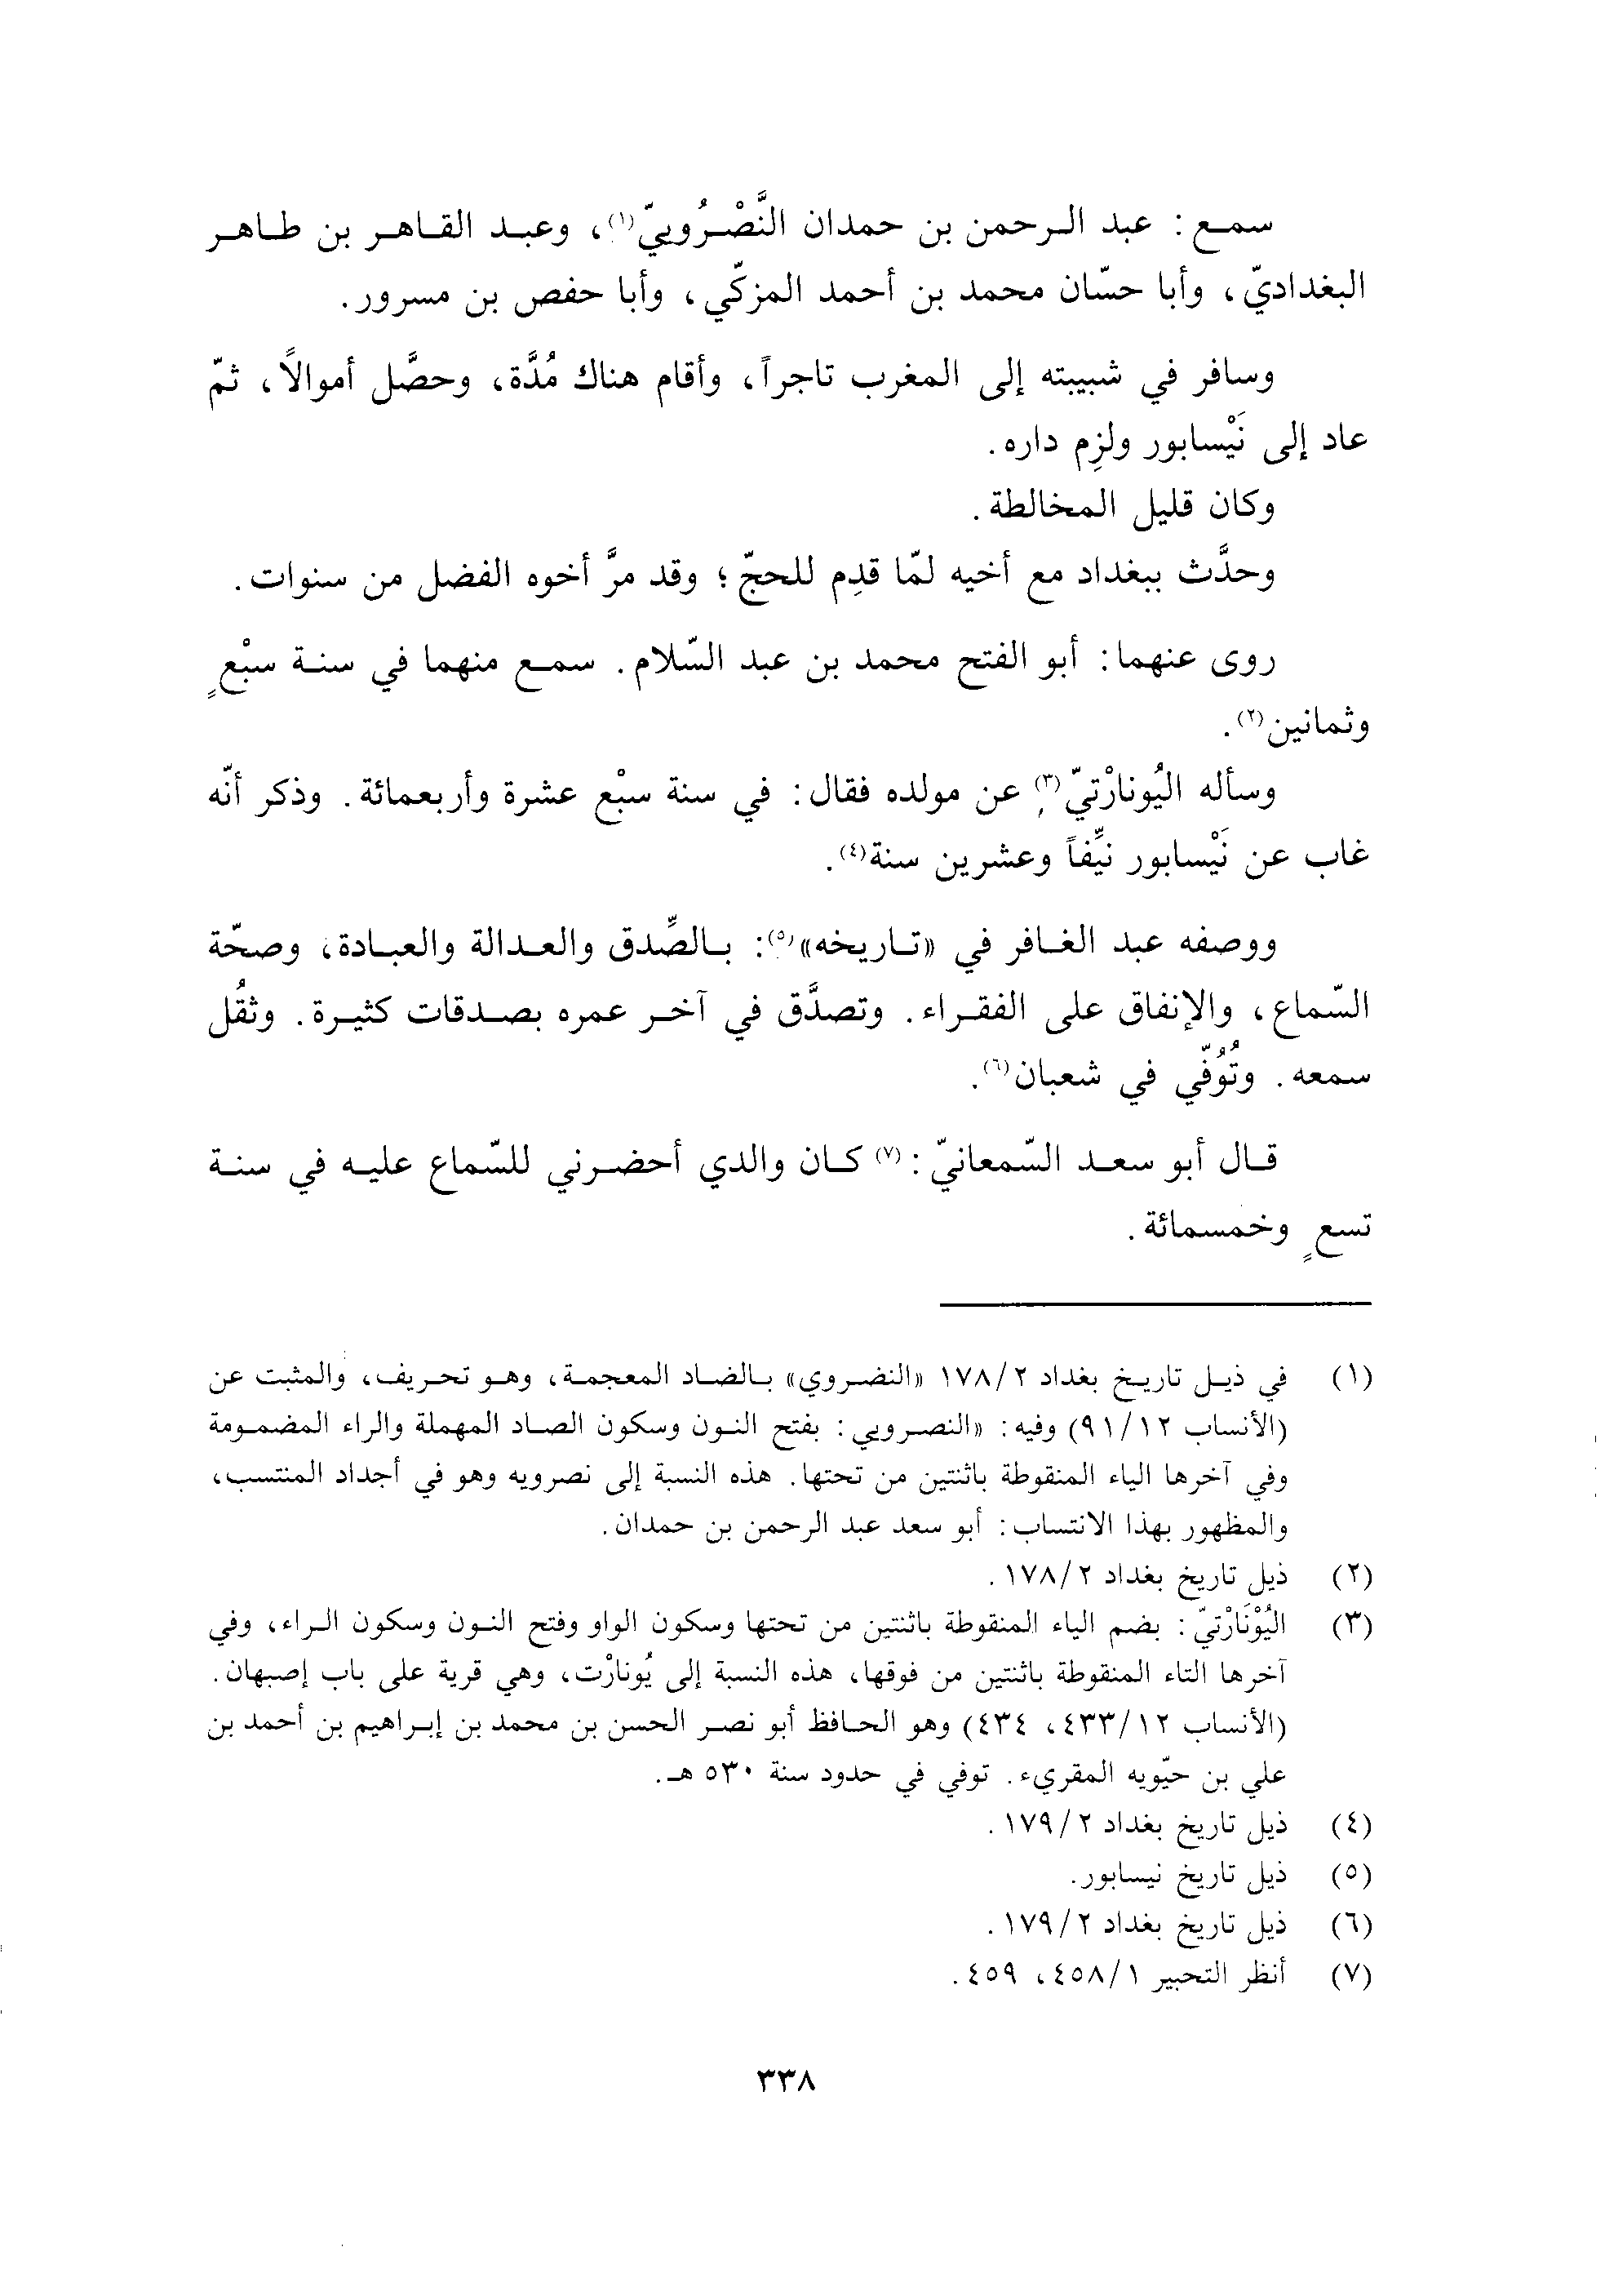 سمع: عبد الرحمن بن حمدان النَّصْرُوييّ(١)، وعبد القاهر بن طاهر
البغداديّ، وأبا حسّان محمد بن أحمد المزكّي، وأبا حفص بن مسرور.
وسافر في شبيبته إلى المغرب تاجراً، وأقام هناك مُدَّة، وحصَّل أموالاً، ثمّ
عاد إلى نَيْسابور ولزِم داره.
وكان قليل المخالطة.
وحدَّث ببغداد مع أخيه لمّا قدِم للحجّ؛ وقد مرَّ أخوه الفضل من سنوات.
روى عنهما: أبو الفتح محمد بن عبد السّلام. سمع منهما في سنة سبْعٍ
وثمانين(٢).
وسأله اليُونارْتيّ(٣) عن مولده فقال: في سنة سبْع عشرة وأربعمائة. وذكر أنّه
غاب عن نَيْسابور نيِّفاً وعشرين سنة(٤).
ووصفه عبد الغافر في «تاريخه»(٥): بالصِّدق والعدالة والعبادة، وصحّة
السّماع، والإنفاق على الفقراء. وتصدَّق في آخر عمره بصدقات كثيرة. وثقُل
سمعه. وتُوُفّي في شعبان(٦).
قال أبو سعد السّمعانيّ:(٧) كان والدي أحضرني للسّماع عليه في سنة
تسعٍ وخمسمائة.
(١) في ذيل تاريخ بغداد ١٧٨/٢ «النضروي» بالضاد المعجمة، وهو تحريف، والمثبت عن
(الأنساب ٩١/١٢) وفيه: «النصرويي: بفتح النون وسكون الصاد المهملة والراء المضمومة
وفي آخرها الياء المنقوطة باثنتين من تحتها. هذه النسبة إلى نصرويه وهو في أجداد المنتسب،
والمظهور بهذا الانتساب: أبو سعد عبد الرحمن بن حمدان.
(٢) ذيل تاريخ بغداد ١٧٨/٢.
(٣) اليُوْنَارْتيّ: بضم الياء المنقوطة باثنتين من تحتها وسكون الواو وفتح النون وسكون الراء، وفي
آخرها التاء المنقوطة باثنتين من فوقها، هذه النسبة إلى يُونارْت، وهي قرية على باب إصبهان.
(الأنساب ٤٣٣/١٢، ٤٣٤) وهو الحافظ أبو نصر الحسن بن محمد بن إبراهيم بن أحمد بن
علي بن حيّويه المقريء. توفي في حدود سنة ٥٣٠ هـ.
(٤) ذيل تاريخ بغداد ١٧٩/٢.
(٥) ذيل تاريخ نيسابور.
(٦) ذيل تاريخ بغداد ١٧٩/٢.
(٧) أنظر التحبير ٤٥٨/١، ٤٥٩.
٣٣٨